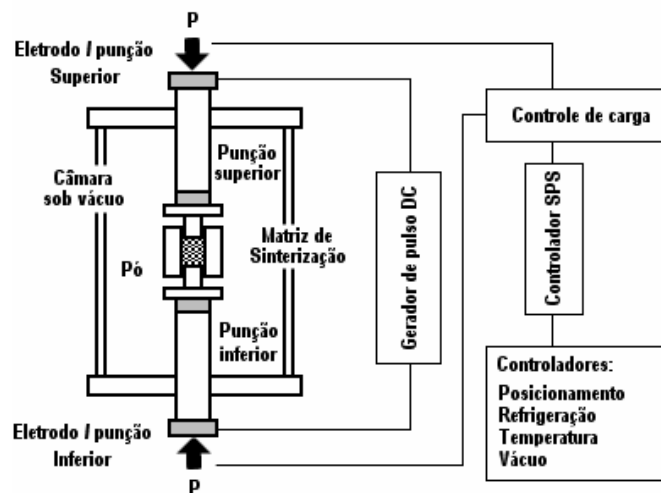 P
Eletrodo / punção
Superior
Controle de carga
Punção
superior
Câmara
sob vácuo
Matriz de
Sinterização
Pó
Gerador de pulso DC
Controlador SPS
Punção
inferior
Controladores:
Posicionamento
Refrigeração
Temperatura
Vácuo
Eletrodo / punção
Inferior
P